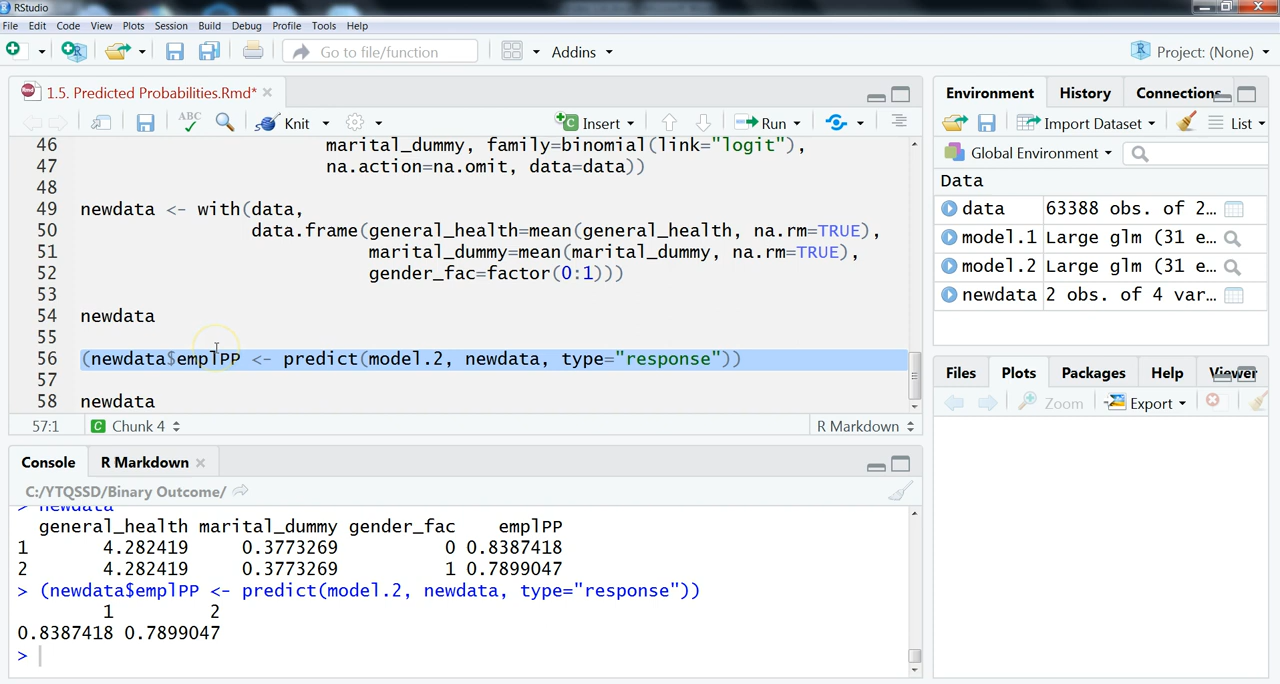 RStudio
File Edit Code View Plots Session Build Debug Profile Tools Help
Go to file/function Addins Project: (None)
1.5. Predicted Probabilities.Rmd*
ABC Knit Insert Run
46 marital_dummy, family=binomial(link="logit"),
47 na.action=na.omit, data=data))
48
49 newdata <- with(data,
50 data.frame(general_health=mean(general_health, na.rm=TRUE),
51 marital_dummy=mean(marital_dummy, na.rm=TRUE),
52 gender_fac=factor(0:1)))
53
54 newdata
55
56 (newdata$emplPP <- predict(model.2, newdata, type="response"))
57
58 newdata
57:1 Chunk 4 R Markdown
Console R Markdown
C:/YTQSSD/Binary Outcome/
> newdata
general_health marital_dummy gender_fac emplPP
1 4.282419 0.3773269 0 0.8387418
2 4.282419 0.3773269 1 0.7899047
> (newdata$emplPP <- predict(model.2, newdata, type="response"))
1 2
0.8387418 0.7899047
>
Environment History Connections
Import Dataset List
Global Environment
Data
data 63388 obs. of 2…
model.1 Large glm (31 e…
model.2 Large glm (31 e…
newdata 2 obs. of 4 var…
Files Plots Packages Help Viewer
Zoom Export